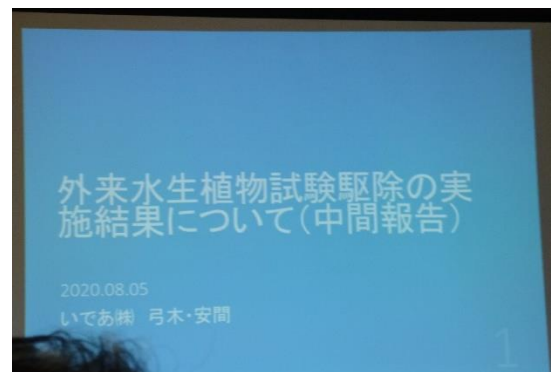 外来水生植物試験駆除の実
施結果について(中間報告)
2020.08.05
いであ㈱ 弓木・安間
1